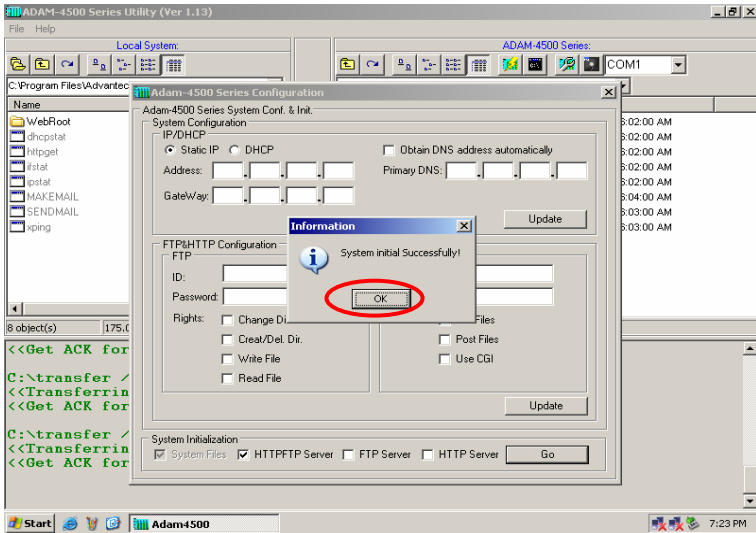 ADAM-4500 Series Utility (Ver 1.13)
File Help
Local System:
ADAM-4500 Series:
COM1
C:\Program Files\Advantec
Name
WebRoot
dhcpstat
httpget
ifstat
ipstat
MAKEMAIL
SENDMAIL
xping
6:02:00 AM
6:02:00 AM
6:02:00 AM
6:02:00 AM
6:04:00 AM
6:03:00 AM
6:03:00 AM
8 object(s)
175.0
Adam-4500 Series Configuration
Adam-4500 Series System Conf. & Init.
System Configuration
IP/DHCP
Static IP DHCP
Obtain DNS address automatically
Address: . . .
Primary DNS: . . .
GateWay: . . .
Update
FTP&HTTP Configuration
FTP
ID:
Password:
Rights:
Change Di
Creat/Del. Dir.
Write File
Read File
Files
Post Files
Use CGI
Update
Information
System initial Successfully!
OK
System Initialization
System Files HTTPFTP Server FTP Server HTTP Server Go
<<Get ACK for
C:\transfer /
<<Transferrin
<<Get ACK for
C:\transfer /
<<Transferrin
<<Get ACK for
Start
Adam4500
7:23 PM